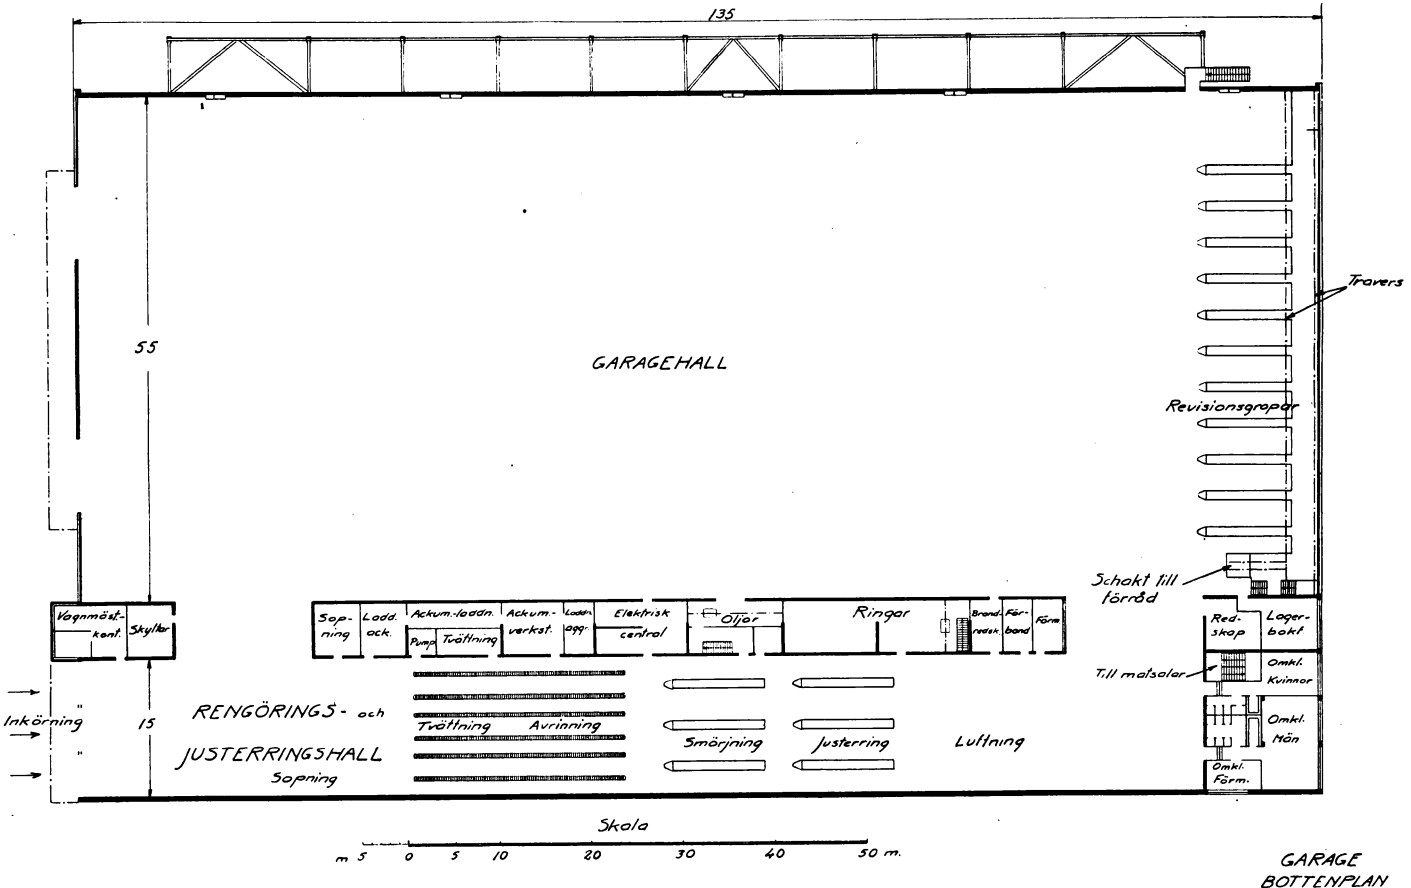 135
55
GARAGEHALL
Travers
Revisionsgropar
Schakt till
förråd
Vagnmäst-
kont.
Skyltar
Sop-
ning
Ladd.
ack.
Ackum.-laddn.
Pump
Tvättning
Ackum.-
verkst.
Laddn.
aggr.
Elektrisk
central
Oljor
Ringar
Brand-
redsk.
För-
band
Förm.
Red-
skap
Lager-
bokf.
Till matsalar
Omkl.
Kvinnor
Omkl.
Män
Omkl.
Förm.
Inkörning
15
RENGÖRINGS- och
JUSTERRINGSHALL
Sopning
Tvättning
Avrinning
Smörjning
Justerring
Luftning
Skala
m 5 0 5 10 20 30 40 50 m.
GARAGE
BOTTENPLAN